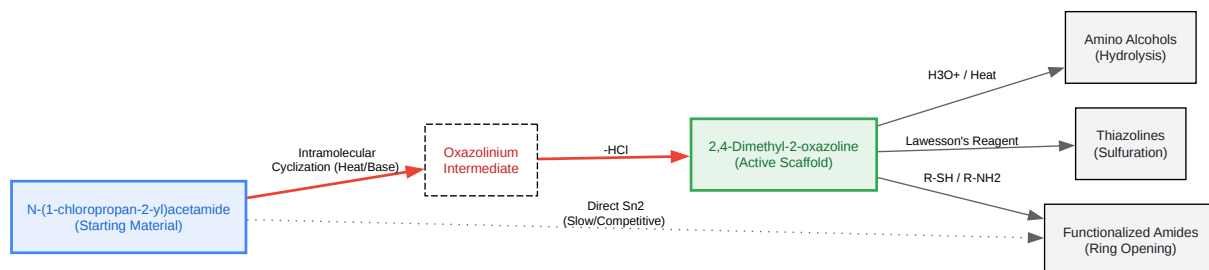 N-(1-chloropropan-2-yl)acetamide
(Starting Material)
Intramolecular
Cyclization (Heat/Base)
Oxazolinium
Intermediate
-HCl
2,4-Dimethyl-2-oxazoline
(Active Scaffold)
Direct Sn2
(Slow/Competitive)
H3O+ / Heat
Amino Alcohols
(Hydrolysis)
Lawesson's Reagent
Thiazolines
(Sulfuration)
R-SH / R-NH2
Functionalized Amides
(Ring Opening)